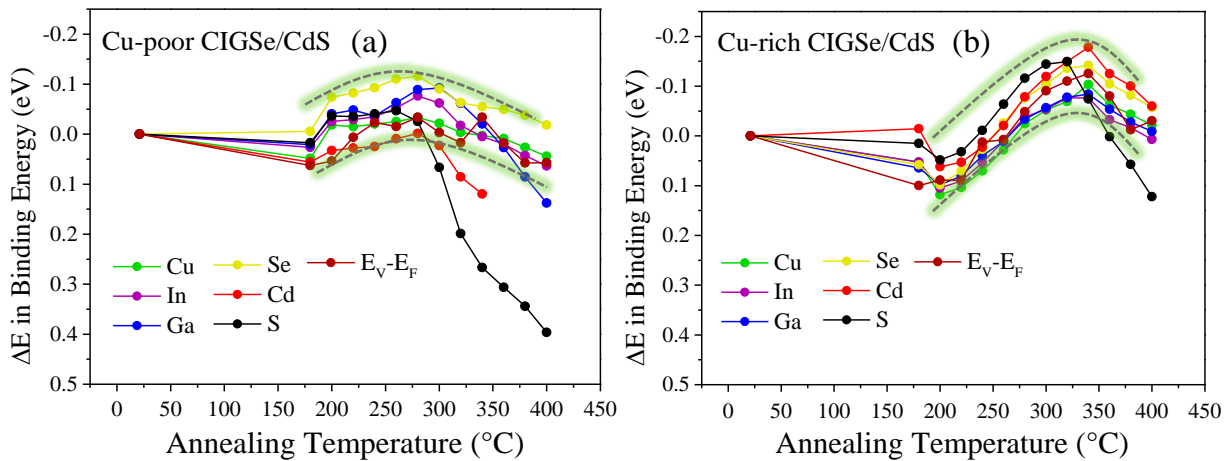 Cu-poor CIGSe/CdS (a)
-0.2
-0.1
0.0
0.1
0.2
0.3
0.4
0.5
ΔE in Binding Energy (eV)
Cu
In
Ga
Se
Cd
S
E_V-E_F
0 50 100 150 200 250 300 350 400 450
Annealing Temperature (°C)
Cu-rich CIGSe/CdS (b)
-0.2
-0.1
0.0
0.1
0.2
0.3
0.4
0.5
ΔE in Binding Energy (eV)
Cu
In
Ga
Se
Cd
S
E_V-E_F
0 50 100 150 200 250 300 350 400 450
Annealing Temperature (°C)